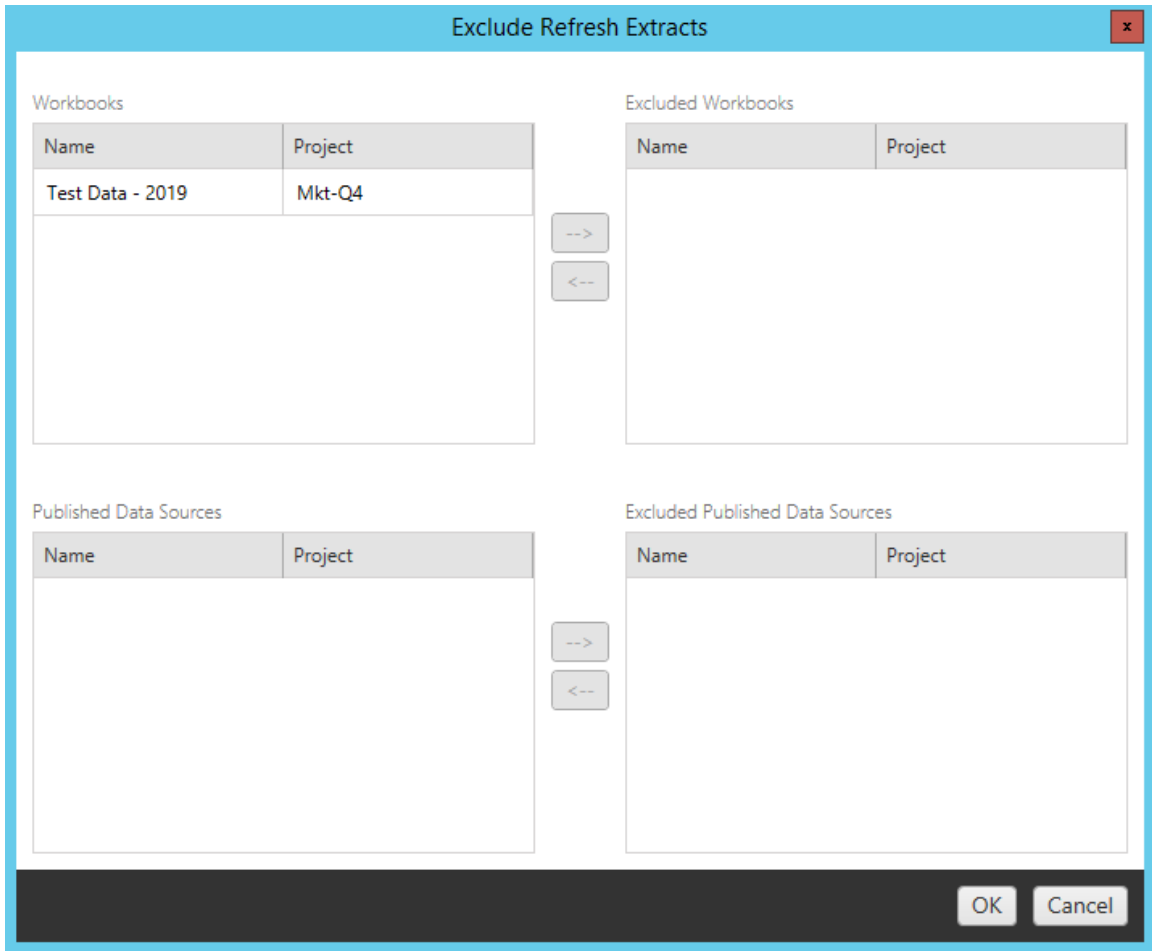 Exclude Refresh Extracts
x
Workbooks
Excluded Workbooks
Name Project
Name Project
Test Data - 2019 Mkt-Q4
-->
<--
Published Data Sources
Excluded Published Data Sources
Name Project
Name Project
-->
<--
OK Cancel